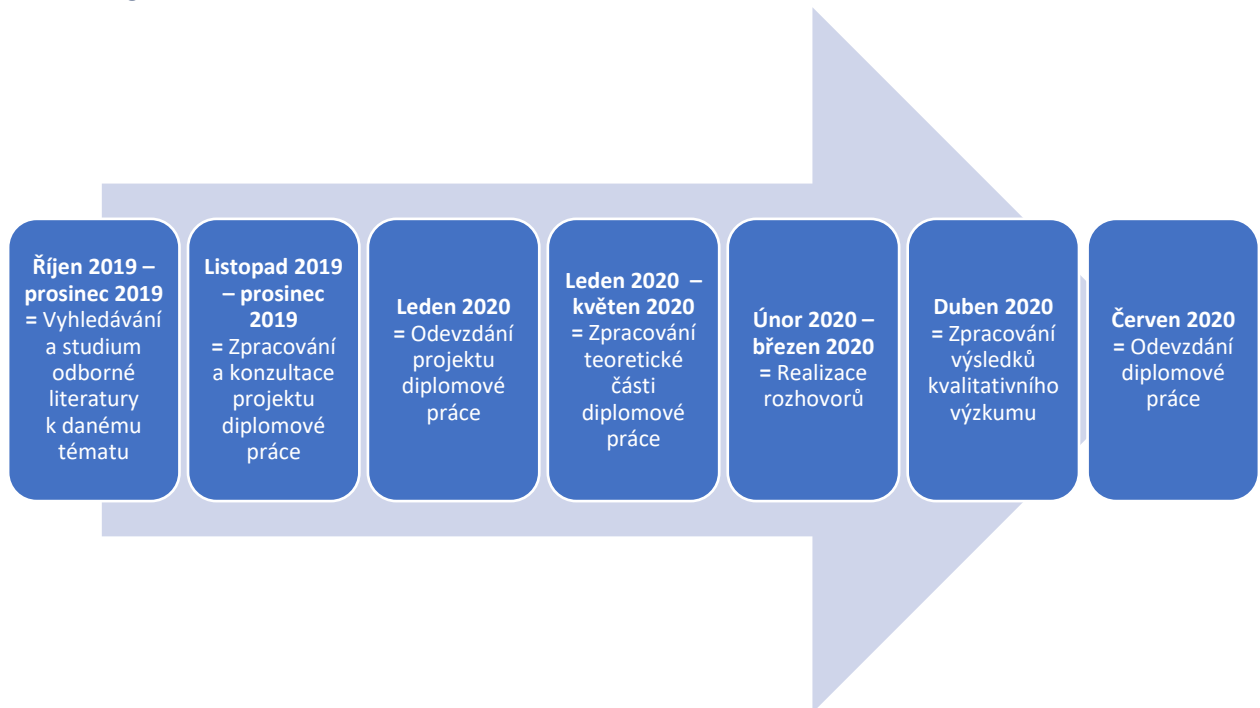 Říjen 2019 –
prosinec 2019
= Vyhledávání
a studium
odborné
literatury
k danému
tématu
Listopad 2019
– prosinec
2019
= Zpracování
a konzultace
projektu
diplomové
práce
Leden 2020
= Odevzdání
projektu
diplomové
práce
Leden 2020 –
květen 2020
= Zpracování
teoretické
části
diplomové
práce
Únor 2020 –
březen 2020
= Realizace
rozhovorů
Duben 2020
= Zpracování
výsledků
kvalitativního
výzkumu
Červen 2020
= Odevzdání
diplomové
práce